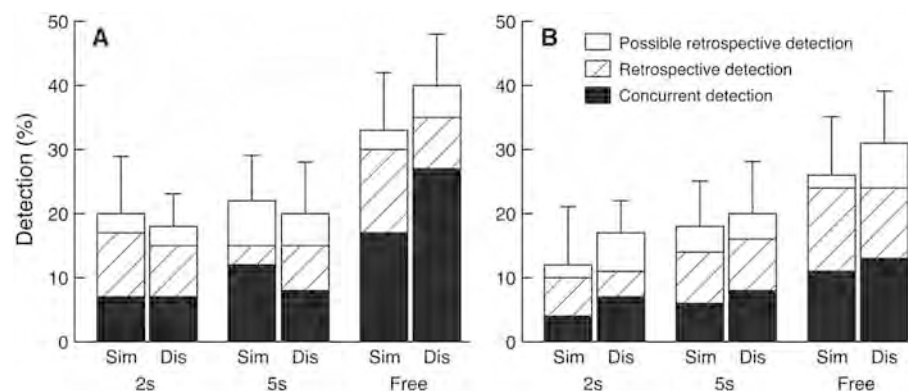 A
B
50
40
30
20
10
0
Detection (%)
50
40
30
20
10
0
Possible retrospective detection
Retrospective detection
Concurrent detection
Sim Dis Sim Dis Sim Dis
2s 5s Free
Sim Dis Sim Dis Sim Dis
2s 5s Free